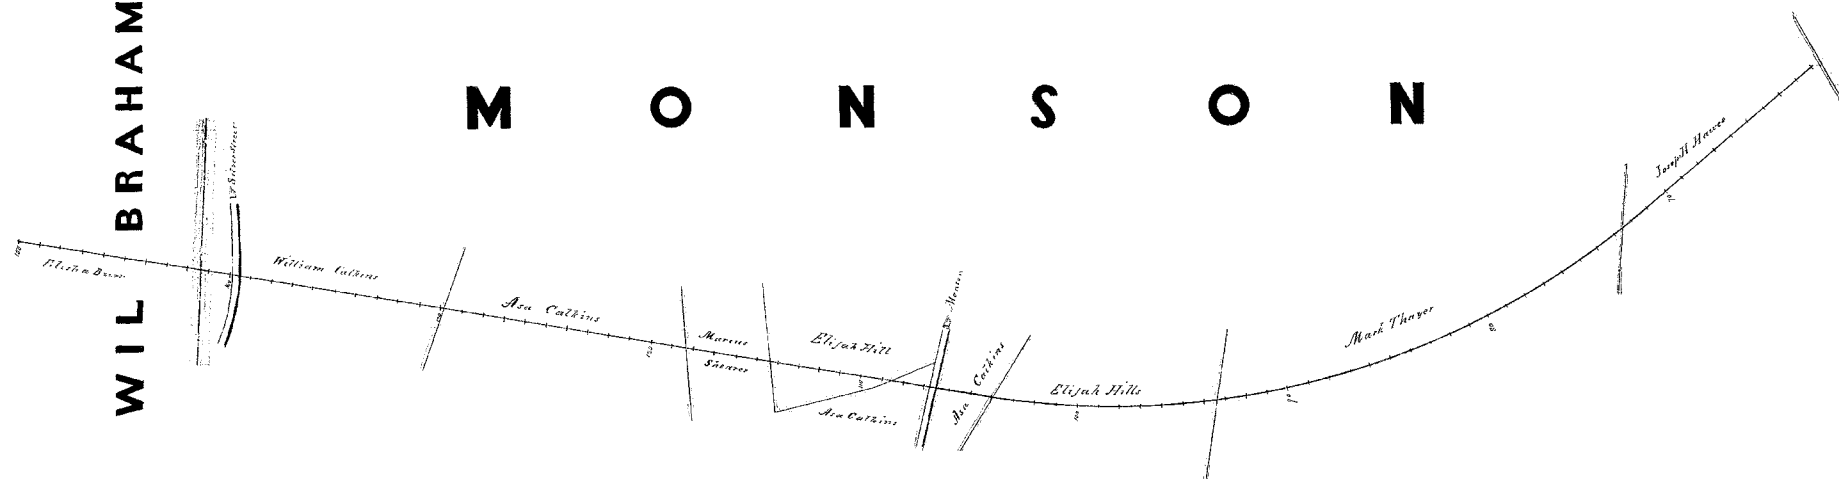 WILBRAHAM
MONSON
Elisha
William Calkins
Asa Calkins
Marcus
Shearer
Elijah Hill
Asa Calkins
Asa Calkins
Elijah Hills
Mark Thayer
Joseph Hawes